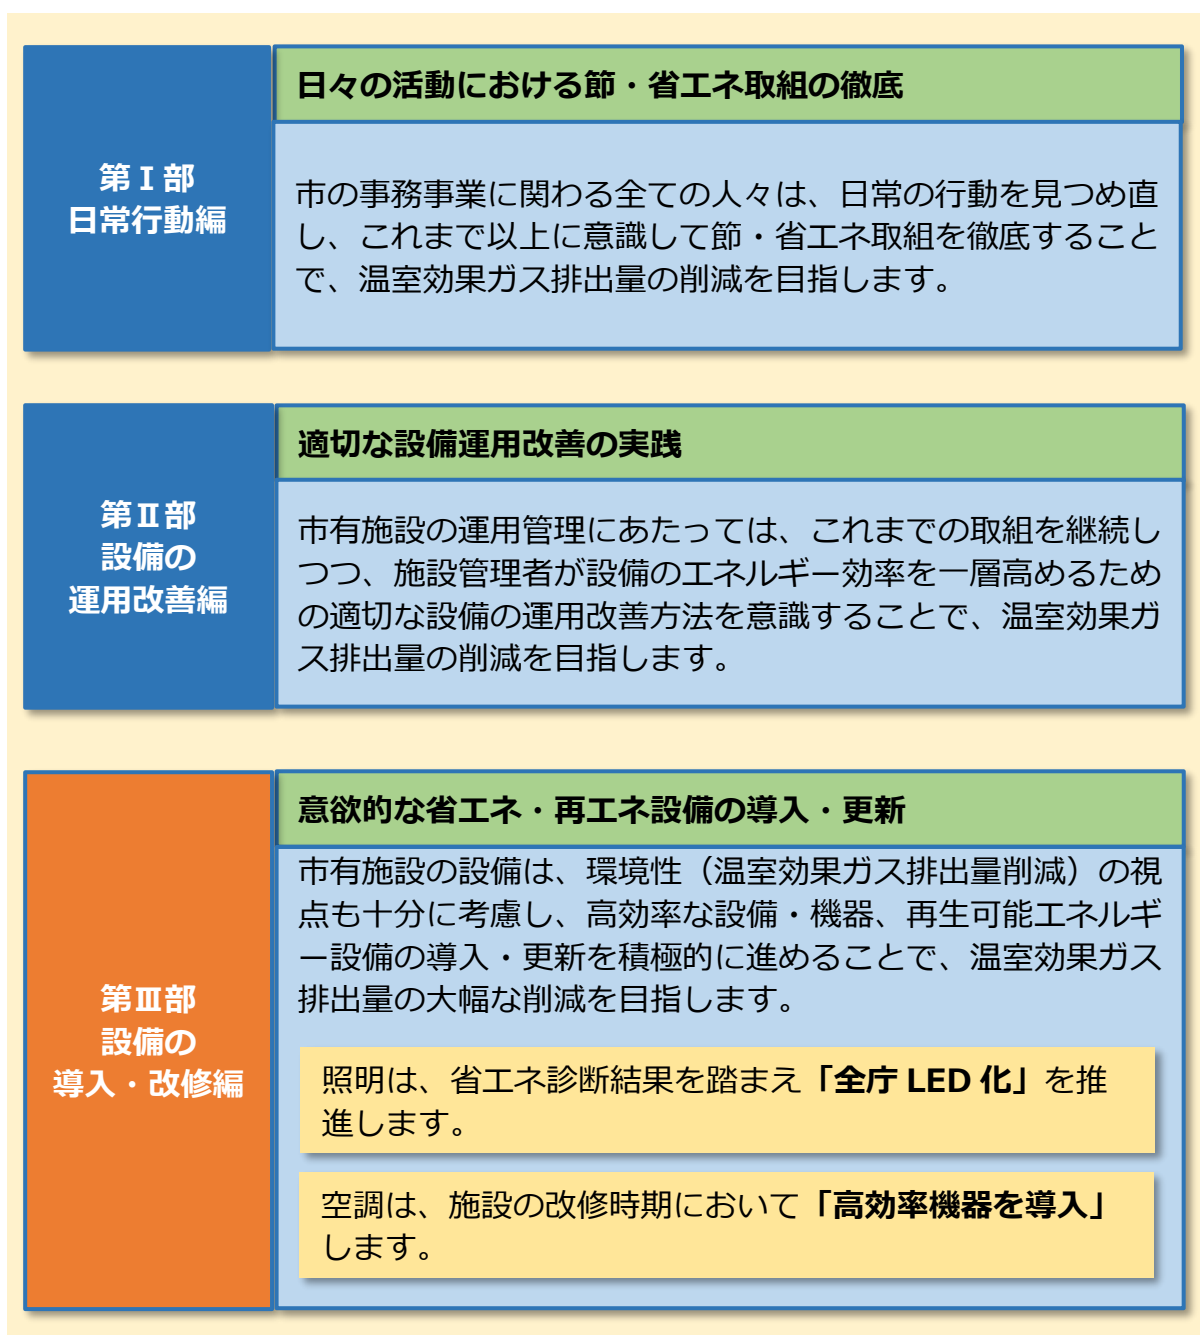 第Ⅰ部
日常行動編
日々の活動における節・省エネ取組の徹底
市の事務事業に関わる全ての人々は、日常の行動を見つめ直
し、これまで以上に意識して節・省エネ取組を徹底すること
で、温室効果ガス排出量の削減を目指します。
第Ⅱ部
設備の
運用改善編
適切な設備運用改善の実践
市有施設の運用管理にあたっては、これまでの取組を継続し
つつ、施設管理者が設備のエネルギー効率を一層高めるため
の適切な設備の運用改善方法を意識することで、温室効果ガ
ス排出量の削減を目指します。
第Ⅲ部
設備の
導入・改修編
意欲的な省エネ・再エネ設備の導入・更新
市有施設の設備は、環境性（温室効果ガス排出量削減）の視
点も十分に考慮し、高効率な設備・機器、再生可能エネルギ
ー設備の導入・更新を積極的に進めることで、温室効果ガス
排出量の大幅な削減を目指します。
照明は、省エネ診断結果を踏まえ「全庁 LED 化」を推
進します。
空調は、施設の改修時期において「高効率機器を導入」
します。